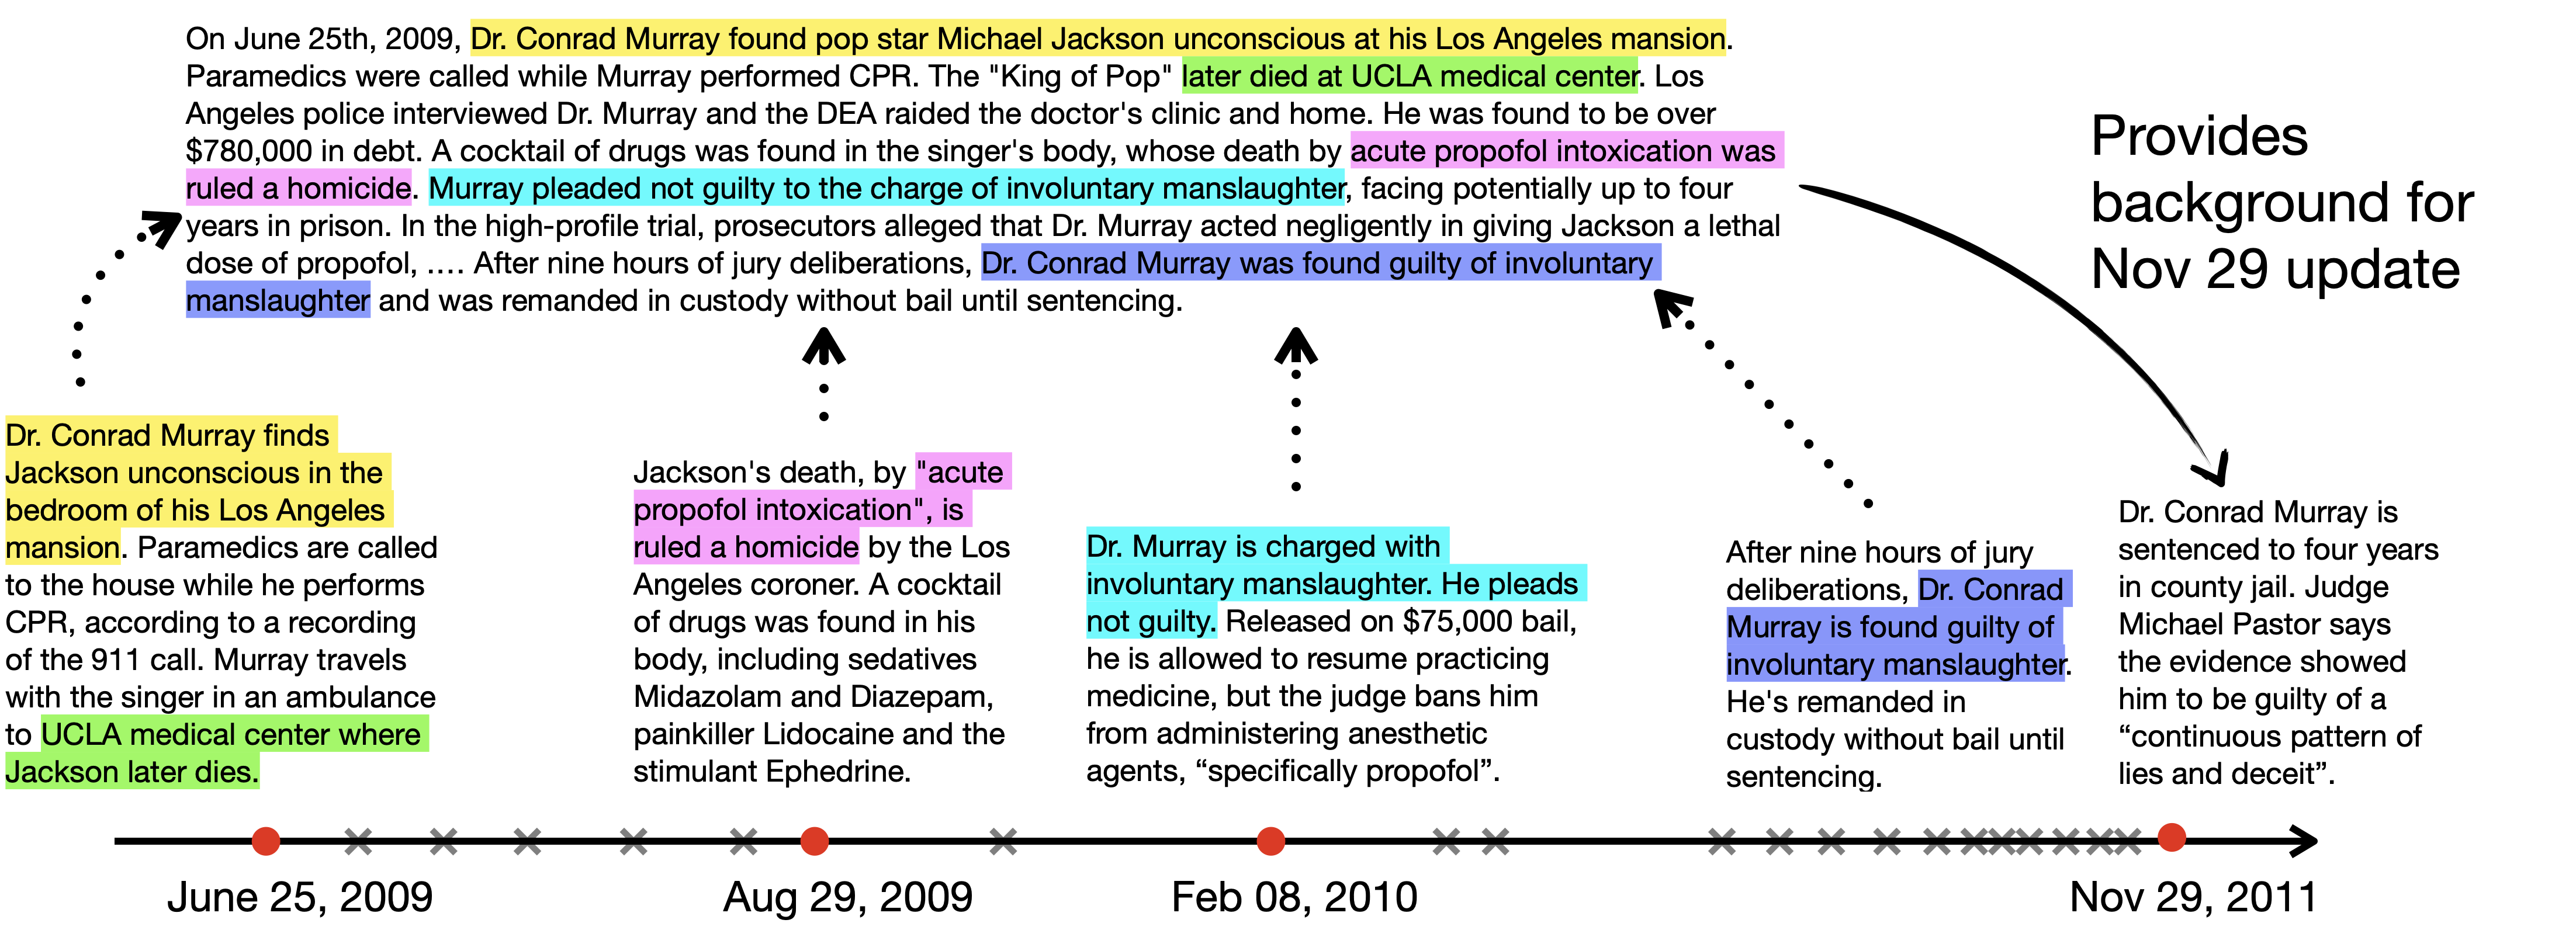 On June 25th, 2009, Dr. Conrad Murray found pop star Michael Jackson unconscious at his Los Angeles mansion.
Paramedics were called while Murray performed CPR. The "King of Pop" later died at UCLA medical center. Los
Angeles police interviewed Dr. Murray and the DEA raided the doctor's clinic and home. He was found to be over
$780,000 in debt. A cocktail of drugs was found in the singer's body, whose death by acute propofol intoxication was
ruled a homicide. Murray pleaded not guilty to the charge of involuntary manslaughter, facing potentially up to four
years in prison. In the high-profile trial, prosecutors alleged that Dr. Murray acted negligently in giving Jackson a lethal
dose of propofol, .... After nine hours of jury deliberations, Dr. Conrad Murray was found guilty of involuntary
manslaughter and was remanded in custody without bail until sentencing.
Provides
background for
Nov 29 update
Dr. Conrad Murray finds
Jackson unconscious in the
bedroom of his Los Angeles
mansion. Paramedics are called
to the house while he performs
CPR, according to a recording
of the 911 call. Murray travels
with the singer in an ambulance
to UCLA medical center where
Jackson later dies.
Jackson's death, by "acute
propofol intoxication", is
ruled a homicide by the Los
Angeles coroner. A cocktail
of drugs was found in his
body, including sedatives
Midazolam and Diazepam,
painkiller Lidocaine and the
stimulant Ephedrine.
Dr. Murray is charged with
involuntary manslaughter. He pleads
not guilty. Released on $75,000 bail,
he is allowed to resume practicing
medicine, but the judge bans him
from administering anesthetic
agents, “specifically propofol”.
After nine hours of jury
deliberations, Dr. Conrad
Murray is found guilty of
involuntary manslaughter.
He's remanded in
custody without bail until
sentencing.
Dr. Conrad Murray is
sentenced to four years
in county jail. Judge
Michael Pastor says
the evidence showed
him to be guilty of a
“continuous pattern of
lies and deceit”.
June 25, 2009
Aug 29, 2009
Feb 08, 2010
Nov 29, 2011